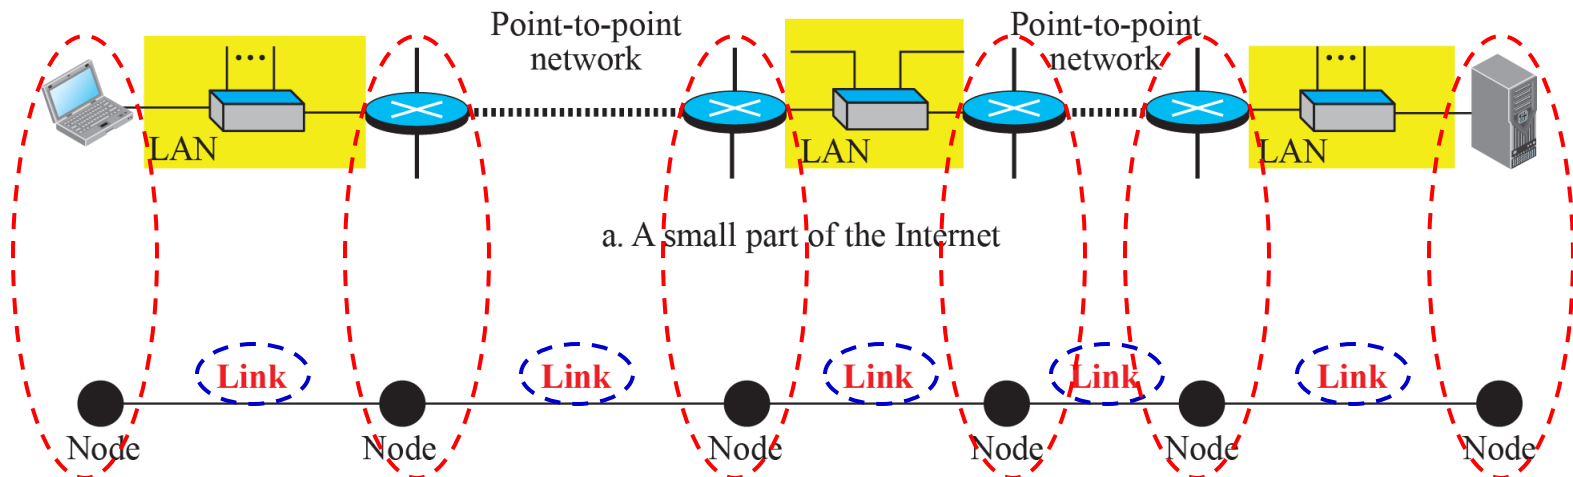 Point-to-point
network
Point-to-point
network
LAN
LAN
LAN
a. A small part of the Internet
Link
Link
Link
Link
Link
Node
Node
Node
Node
Node
Node